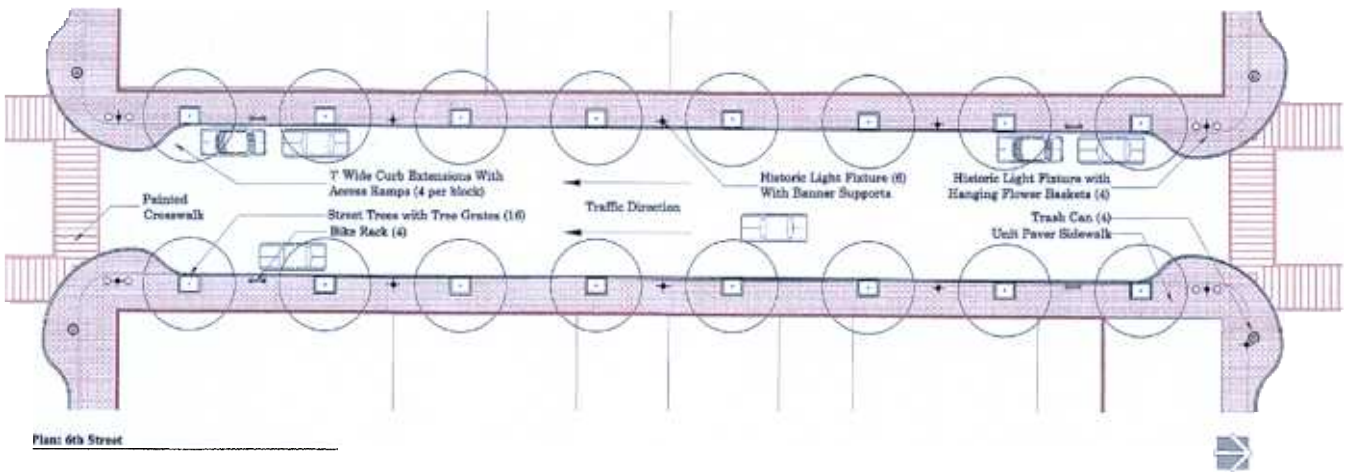 7' Wide Curb Extensions With
Access Ramps (4 per block)
Historic Light Fixture (6)
With Banner Supports
Historic Light Fixture with
Hanging Flower Baskets (4)
Painted
Crosswalk
Street Trees with Tree Grates (16)
Bike Rack (4)
Traffic Direction
Trash Can (4)
Unit Paver Sidewalk
Plan: 6th Street